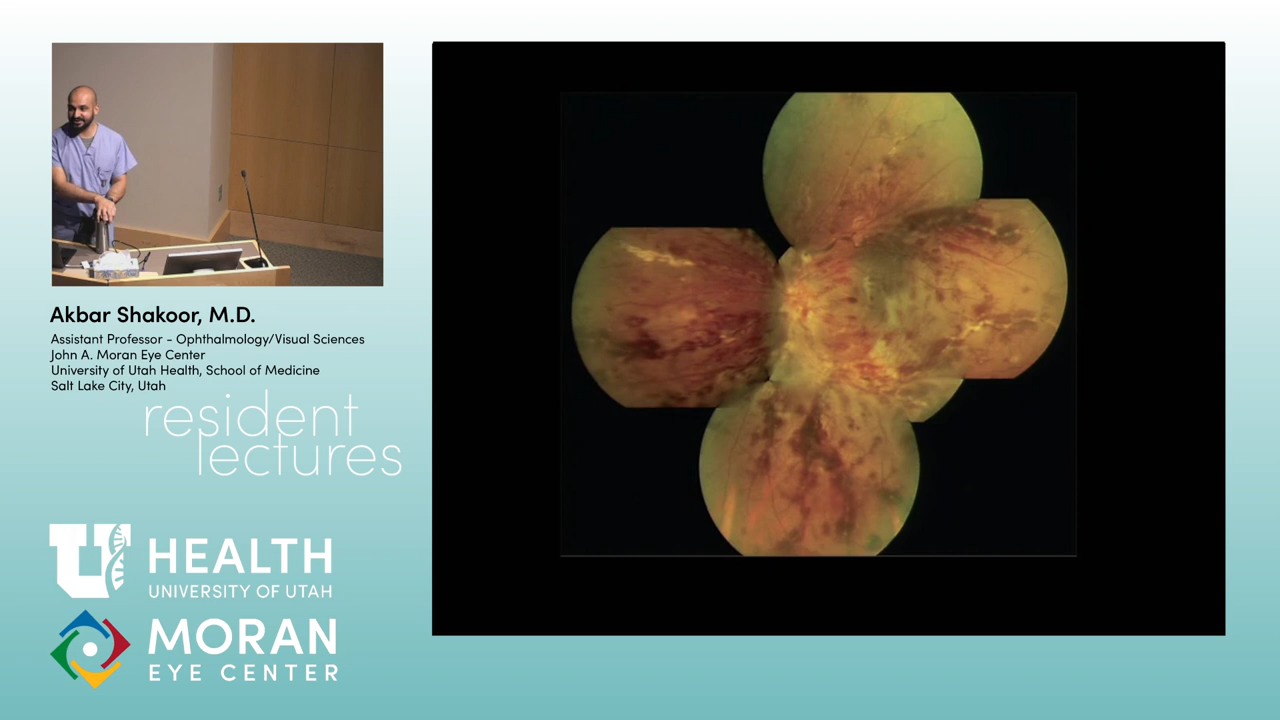 Akbar Shakoor, M.D.
Assistant Professor - Ophthalmology/Visual Sciences
John A. Moran Eye Center
University of Utah Health, School of Medicine
Salt Lake City, Utah
resident
lectures
U HEALTH
UNIVERSITY OF UTAH
MORAN
EYE CENTER